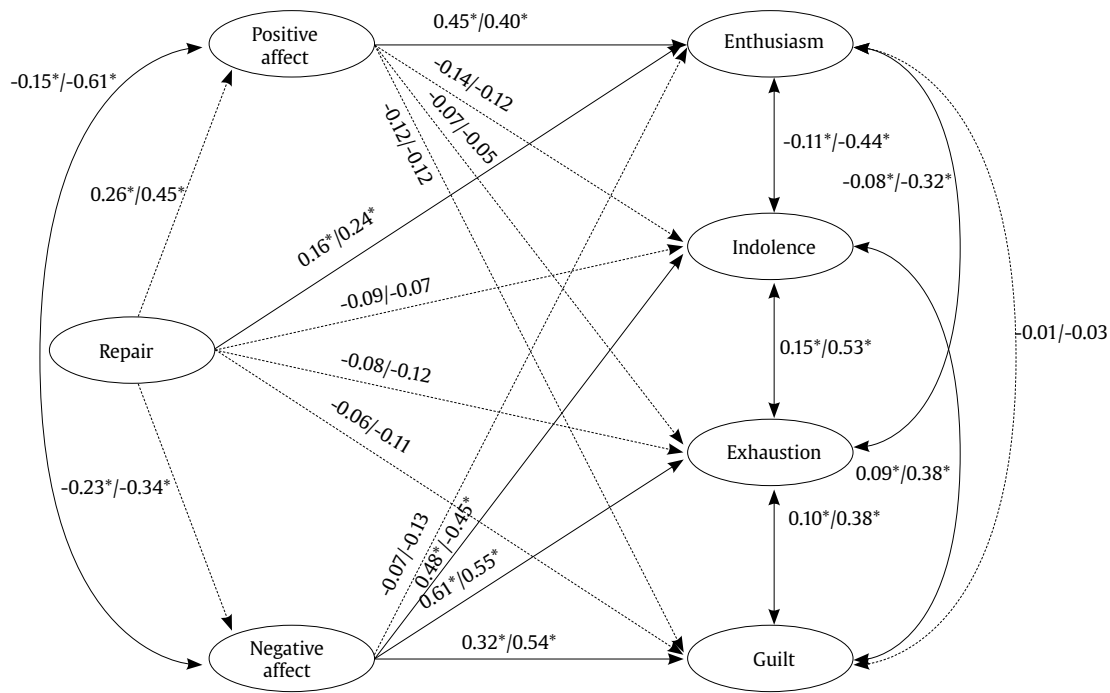 0.45*/0.40*
Positive
affect
Enthusiasm
-0.15*/-0.61*
-0.14/-0.12
-0.07/-0.05
-0.12/-0.12
-0.11*/-0.44*
-0.08*/-0.32*
0.26*/0.45*
0.16*/0.24*
Indolence
-0.09/-0.07
-0.01/-0.03
Repair
0.15*/0.53*
-0.08/-0.12
-0.06/-0.11
Exhaustion
0.09*/0.38*
-0.23*/-0.34*
0.10*/0.38*
-0.07/-0.13
0.48*/-0.45*
0.61*/0.55*
0.32*/0.54*
Negative
affect
Guilt